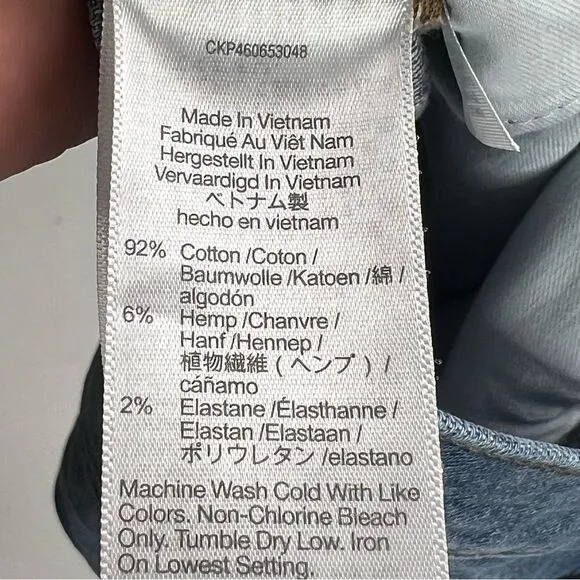 CKP460653048
Made In Vietnam
Fabriqué Au Viêt Nam
Hergestellt In Vietnam
Vervaardigd In Vietnam
ベトナム製
hecho en vietnam
92% Cotton /Coton /
Baumwolle /Katoen /綿 /
algodón
6% Hemp /Chanvre /
Hanf /Hennep /
植物繊維 ( ヘンプ ) /
cáñamo
2% Elastane /Élasthanne /
Elastan /Elastaan /
ポリウレタン /elastano
Machine Wash Cold With Like
Colors. Non-Chlorine Bleach
Only. Tumble Dry Low. Iron
On Lowest Setting.